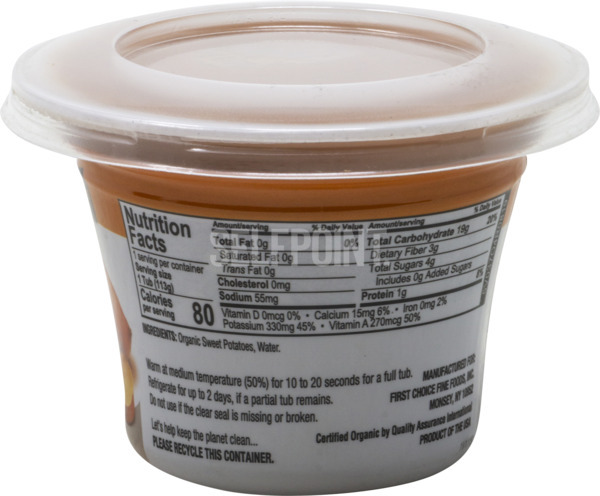 Nutrition Facts
1 serving per container
Serving size
1 Tub (113g)
Calories per serving 80
Amount/serving % Daily Value
Total Fat 0g 0%
Saturated Fat 0g
Trans Fat 0g
Cholesterol 0mg
Sodium 55mg
Amount/serving % Daily Value
Total Carbohydrate 19g
Dietary Fiber 3g
Total Sugars 4g
Includes 0g Added Sugars
Protein 1g
Vitamin D 0mcg 0% • Calcium 15mg 6% • Iron 0mg 2%
Potassium 330mg 45% • Vitamin A 270mcg 50%
INGREDIENTS: Organic Sweet Potatoes, Water.
Warm at medium temperature (50%) for 10 to 20 seconds for a full tub.
Refrigerate for up to 2 days, if a partial tub remains.
Do not use if the clear seal is missing or broken.
Let's help keep the planet clean...
PLEASE RECYCLE THIS CONTAINER.
MANUFACTURED FOR:
FIRST CHOICE FINE FOODS, INC.
MONSEY, NY 10952
Certified Organic by Quality Assurance International
PRODUCT OF THE USA